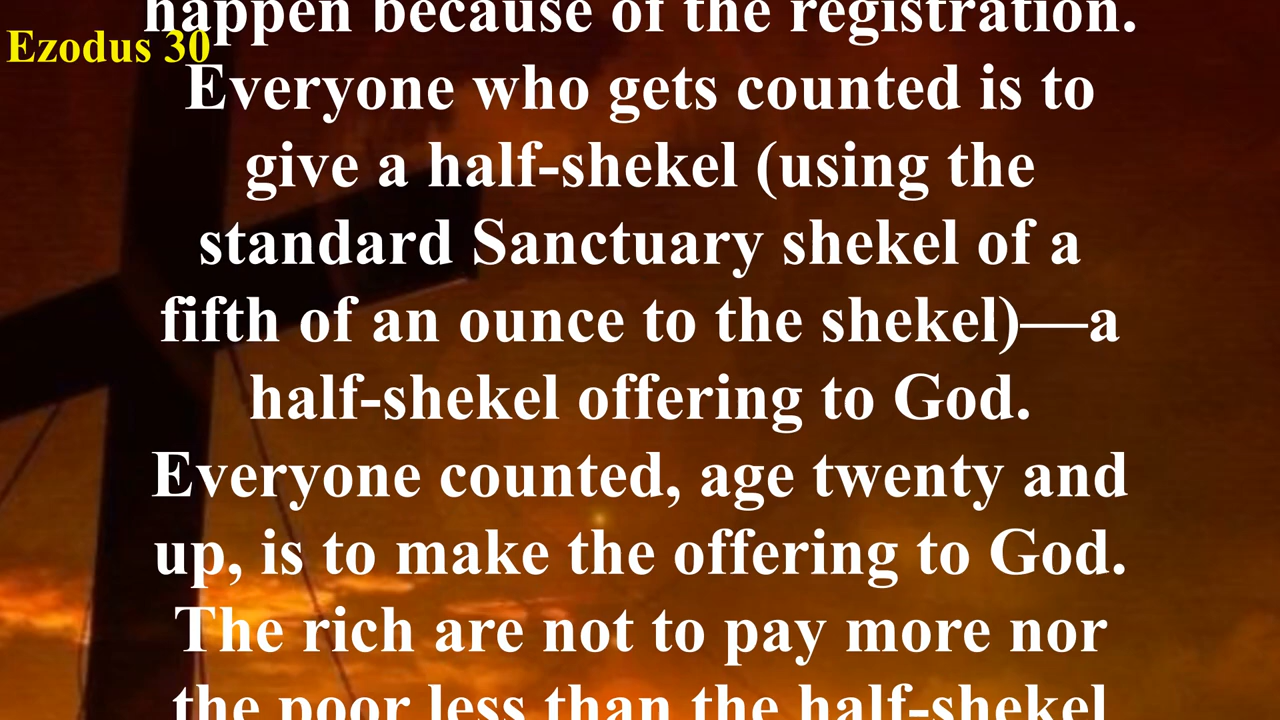 happen because of the registration.
Ezodus 30
Everyone who gets counted is to
give a half-shekel (using the
standard Sanctuary shekel of a
fifth of an ounce to the shekel)—a
half-shekel offering to God.
Everyone counted, age twenty and
up, is to make the offering to God.
The rich are not to pay more nor
the poor less than the half-shekel